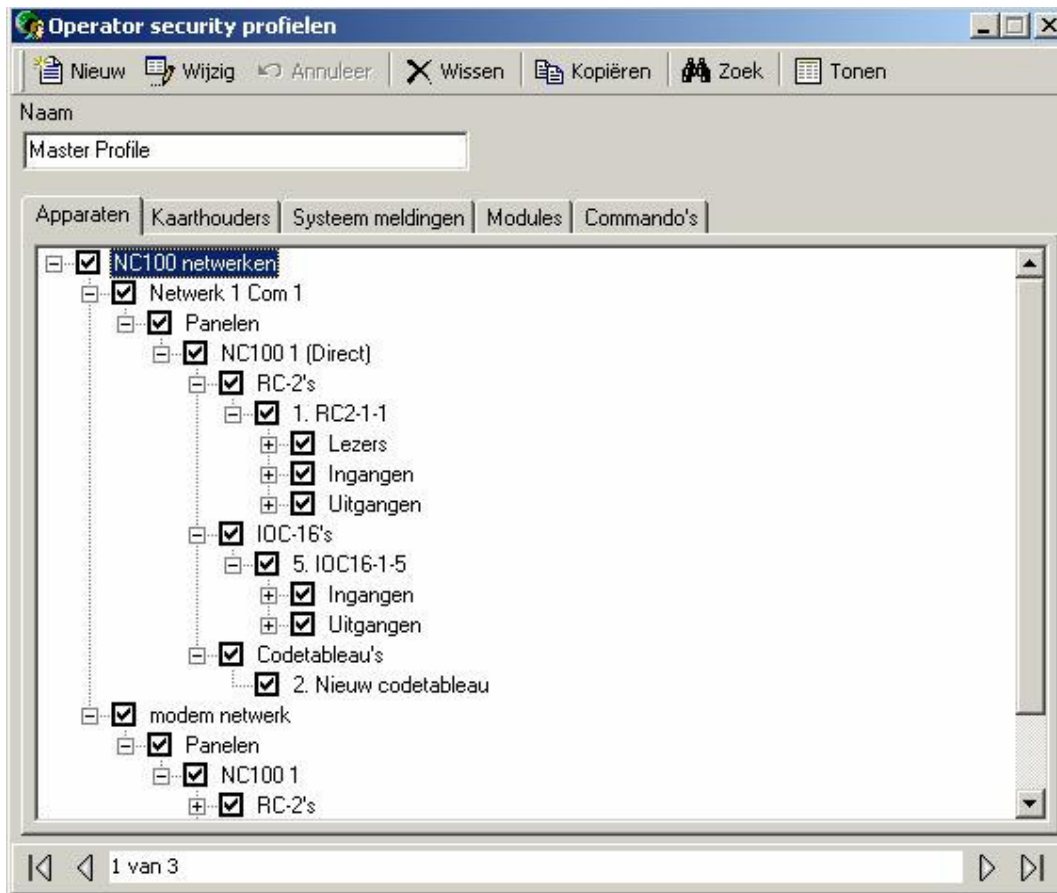 Operator security profielen
Nieuw Wijzig Annuleer Wissen Kopiëren Zoek Tonen
Naam
Master Profile
Apparaten Kaarthouders Systeem meldingen Modules Commando's
NC100 netwerken
Netwerk 1 Com 1
Panelen
NC100 1 (Direct)
RC-2's
1. RC2-1-1
Lezers
Ingangen
Uitgangen
IOC-16's
5. IOC16-1-5
Ingangen
Uitgangen
Codetableau's
2. Nieuw codetableau
modem netwerk
Panelen
NC100 1
RC-2's
1 van 3